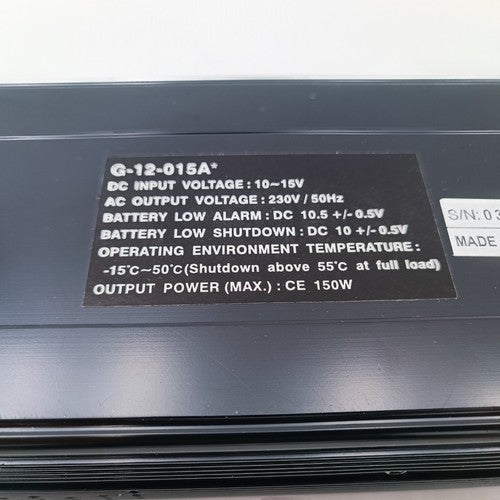 G-12-015A*
DC INPUT VOLTAGE : 10~15V
AC OUTPUT VOLTAGE : 230V / 50Hz
BATTERY LOW ALARM : DC 10.5 +/-0.5V
BATTERY LOW SHUTDOWN : DC 10 +/-0.5V
OPERATING ENVIRONMENT TEMPERATURE :
-15°C~50°C(Shutdown above 55°C at full load)
OUTPUT POWER (MAX.) : CE 150W
S/N: 0 3
MADE